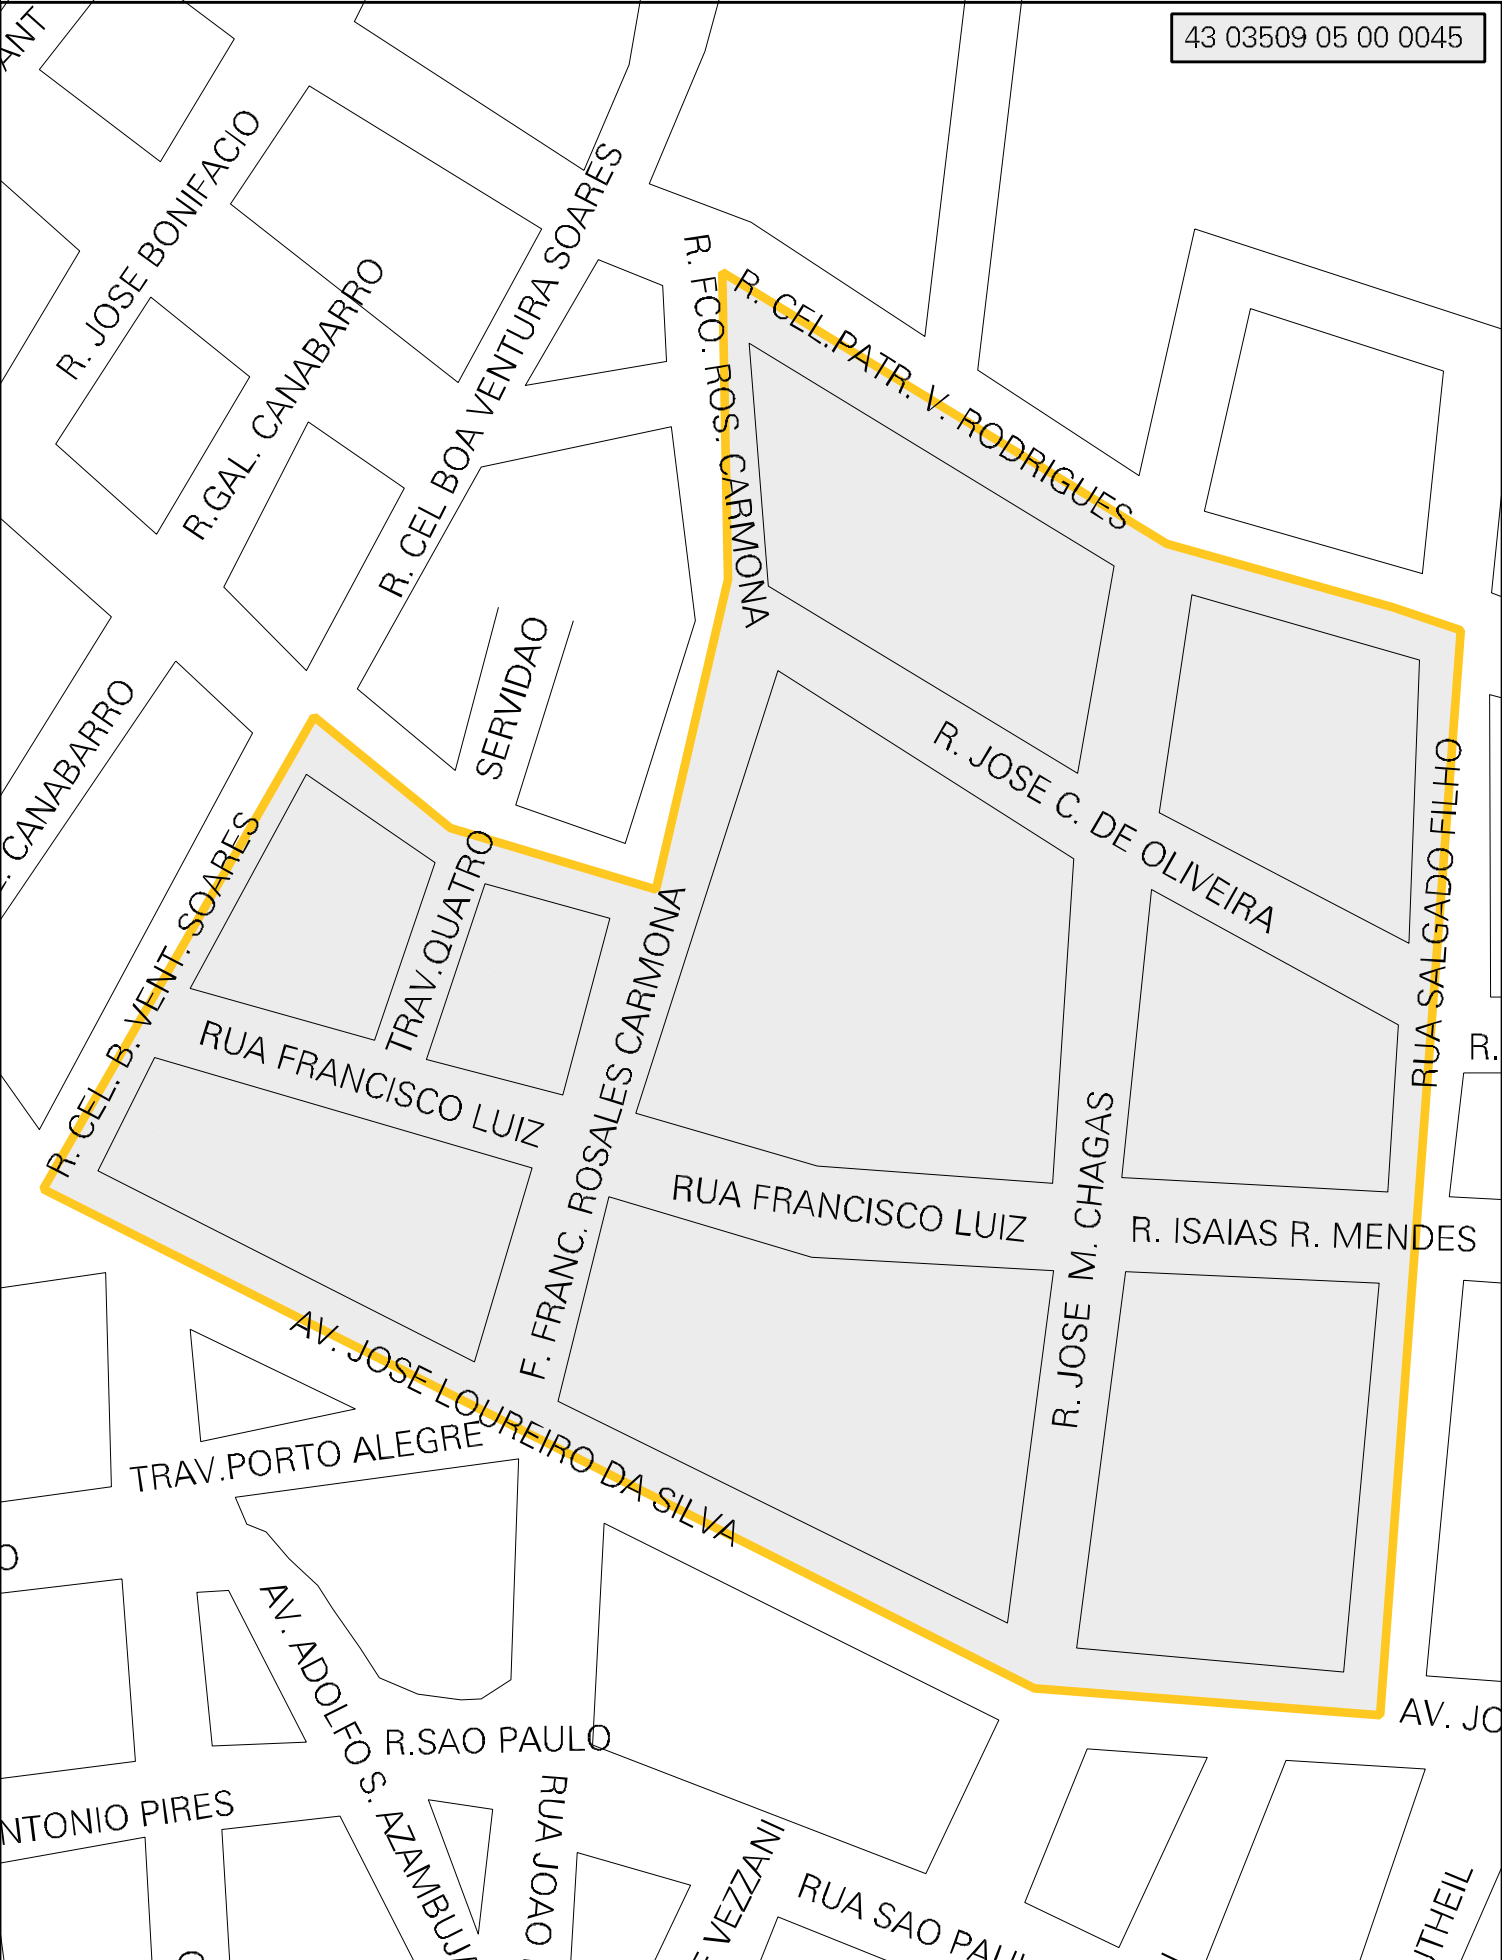 43 03509 05 00 0045
R. JOSE BONIFACIO
R.GAL. CANABARRO
R. CEL BOA VENTURA SOARES
R. FCO. ROS. CARMONA
R. CEL.PATR. V. RODRIGUES
SERVIDAO
CANABARRO
R. JOSE C. DE OLIVEIRA
RUA SALGADO FILHO
R. CEL. B. VENT. SOARES
TRAV.QUATRO
RUA FRANCISCO LUIZ
F. FRANC. ROSALES CARMONA
R.
RUA FRANCISCO LUIZ
R. JOSE M. CHAGAS
R. ISAIAS R. MENDES
AV. JOSE LOUREIRO DA SILVA
TRAV.PORTO ALEGRE
AV. ADOLFO S. AZAMBUJA
R.SAO PAULO
AV. JO
NTONIO PIRES
RUA JOAO
VEZZANI
RUA SAO PAUL
THEIL